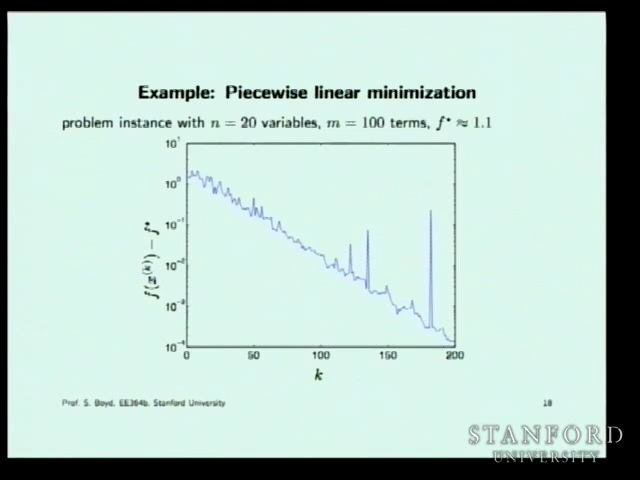 Example: Piecewise linear minimization
problem instance with n = 20 variables, m = 100 terms, f* ≈ 1.1
10¹
10⁰
10⁻¹
10⁻²
10⁻³
10⁻⁴
f(x⁽ᵏ⁾) − f*
0 50 100 150 200
k
Prof. S. Boyd, EE364b, Stanford University 18
STANFORD
UNIVERSITY